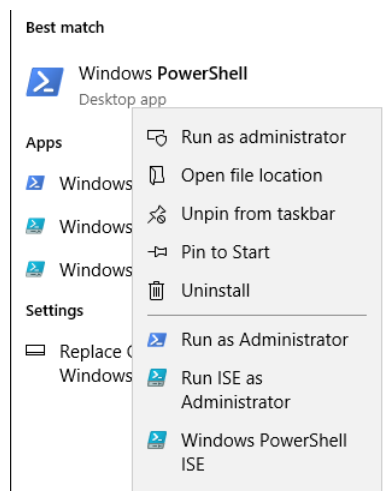 Best match
Windows PowerShell
Desktop app
Apps
Windows
Windows
Windows
Settings
Replace
Windows
Run as administrator
Open file location
Unpin from taskbar
Pin to Start
Uninstall
Run as Administrator
Run ISE as
Administrator
Windows PowerShell
ISE